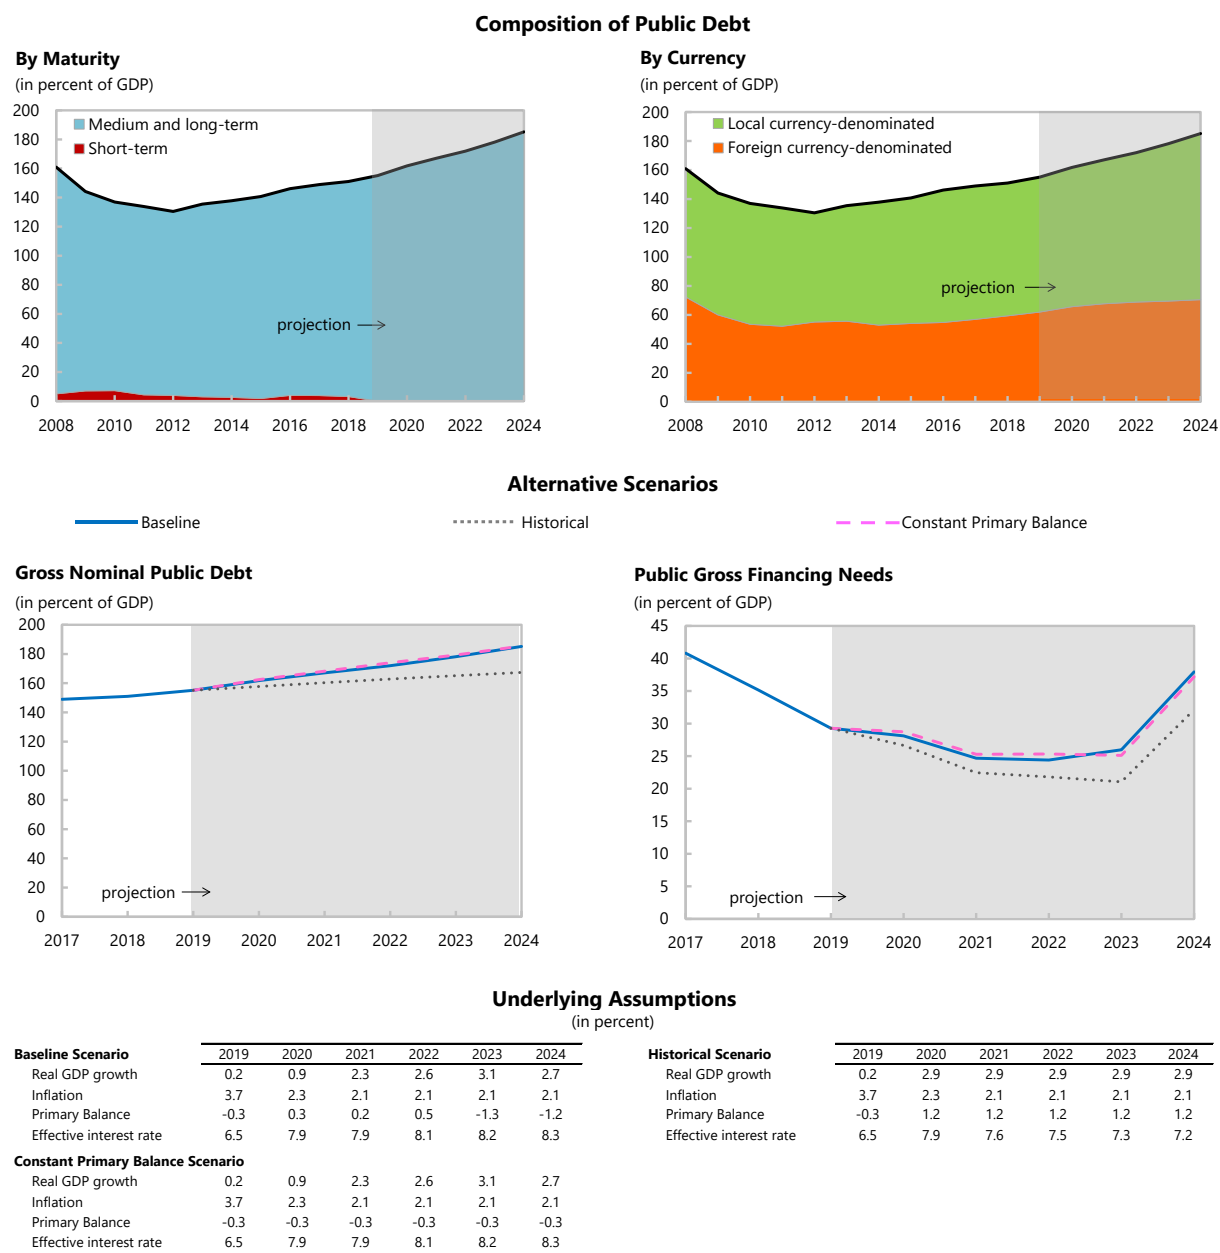 Composition of Public Debt
By Maturity
(in percent of GDP)
200
180
160
140
120
100
80
60
40
20
0
Medium and long-term
Short-term
projection
2008 2010 2012 2014 2016 2018 2020 2022 2024
By Currency
(in percent of GDP)
200
180
160
140
120
100
80
60
40
20
0
Local currency-denominated
Foreign currency-denominated
projection
2008 2010 2012 2014 2016 2018 2020 2022 2024
Alternative Scenarios
Baseline Historical Constant Primary Balance
Gross Nominal Public Debt
(in percent of GDP)
200
180
160
140
120
100
80
60
40
20
0
projection
2017 2018 2019 2020 2021 2022 2023 2024
Public Gross Financing Needs
(in percent of GDP)
45
40
35
30
25
20
15
10
5
0
projection
2017 2018 2019 2020 2021 2022 2023 2024
Underlying Assumptions
(in percent)
Baseline Scenario 2019 2020 2021 2022 2023 2024
Real GDP growth 0.2 0.9 2.3 2.6 3.1 2.7
Inflation 3.7 2.3 2.1 2.1 2.1 2.1
Primary Balance -0.3 0.3 0.2 0.5 -1.3 -1.2
Effective interest rate 6.5 7.9 7.9 8.1 8.2 8.3
Constant Primary Balance Scenario
Real GDP growth 0.2 0.9 2.3 2.6 3.1 2.7
Inflation 3.7 2.3 2.1 2.1 2.1 2.1
Primary Balance -0.3 -0.3 -0.3 -0.3 -0.3 -0.3
Effective interest rate 6.5 7.9 7.9 8.1 8.2 8.3
Historical Scenario 2019 2020 2021 2022 2023 2024
Real GDP growth 0.2 2.9 2.9 2.9 2.9 2.9
Inflation 3.7 2.3 2.1 2.1 2.1 2.1
Primary Balance -0.3 1.2 1.2 1.2 1.2 1.2
Effective interest rate 6.5 7.9 7.6 7.5 7.3 7.2